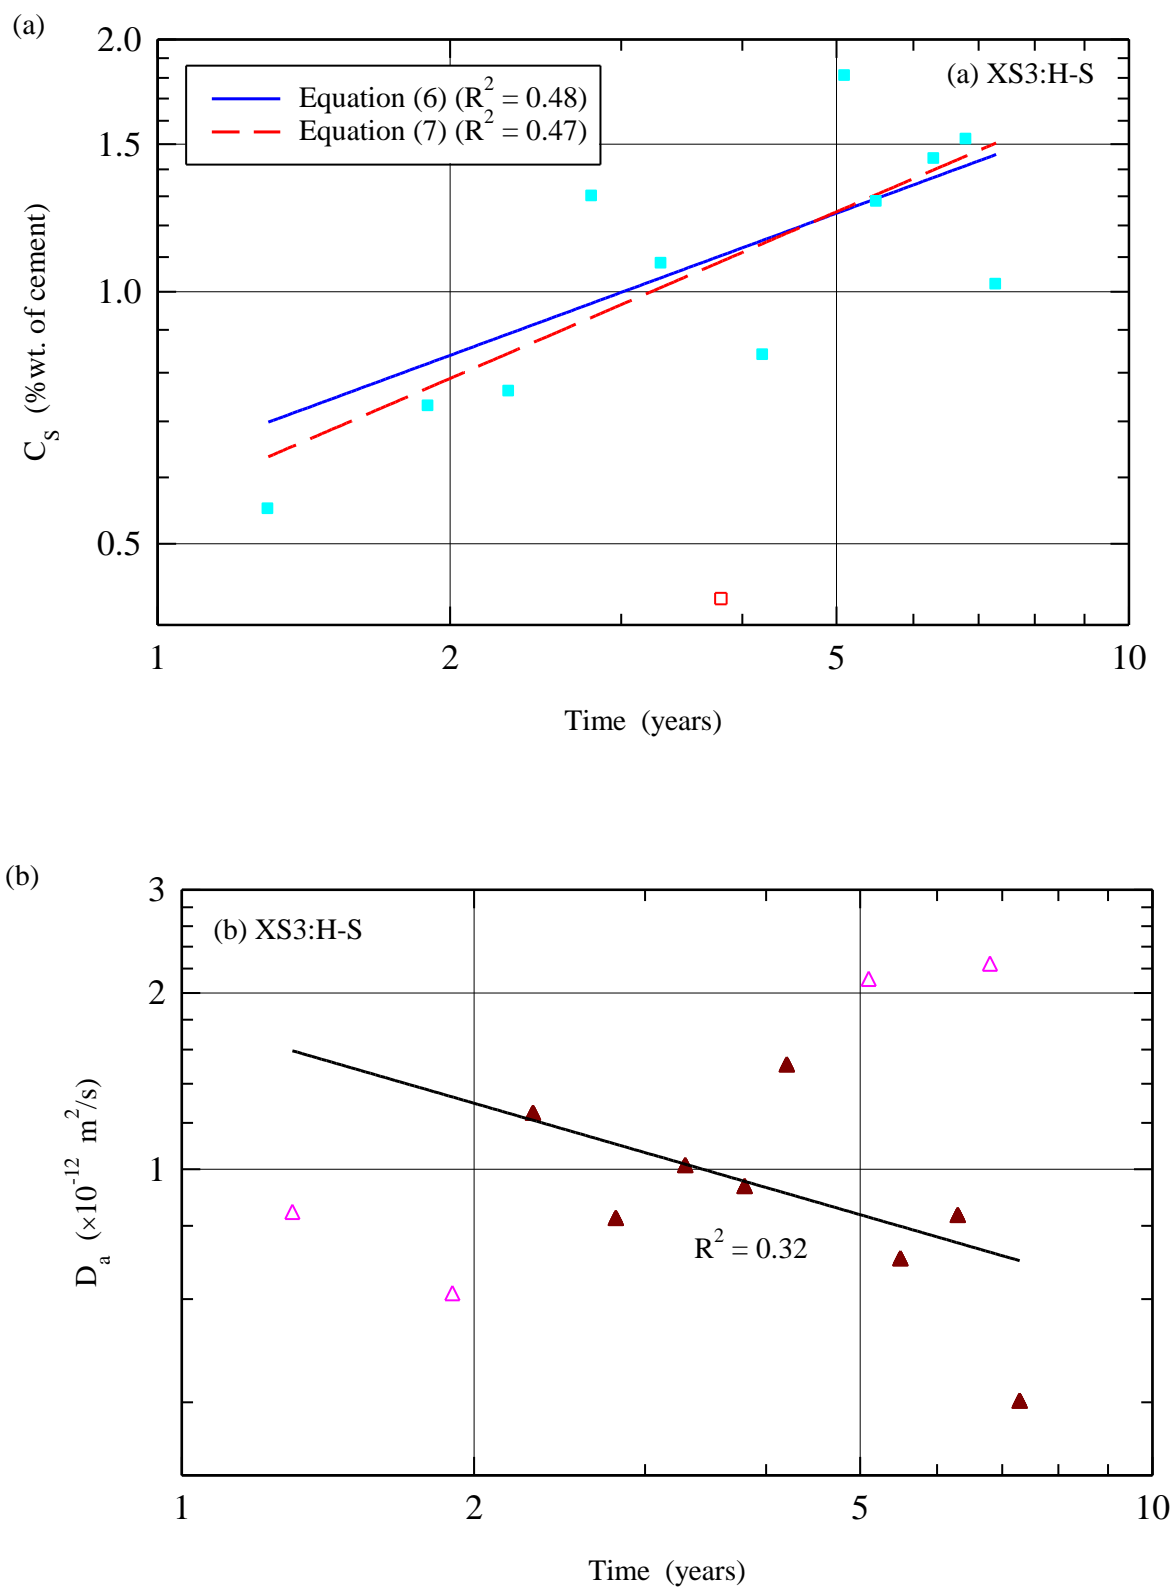 (a)
2.0
(a) XS3:H-S
Equation (6) (R² = 0.48)
Equation (7) (R² = 0.47)
1.5
1.0
0.5
C_S (%wt. of cement)
1 2 5 10
Time (years)
(b)
3
(b) XS3:H-S
2
1
D_a (×10⁻¹² m²/s)
R² = 0.32
1 2 5 10
Time (years)